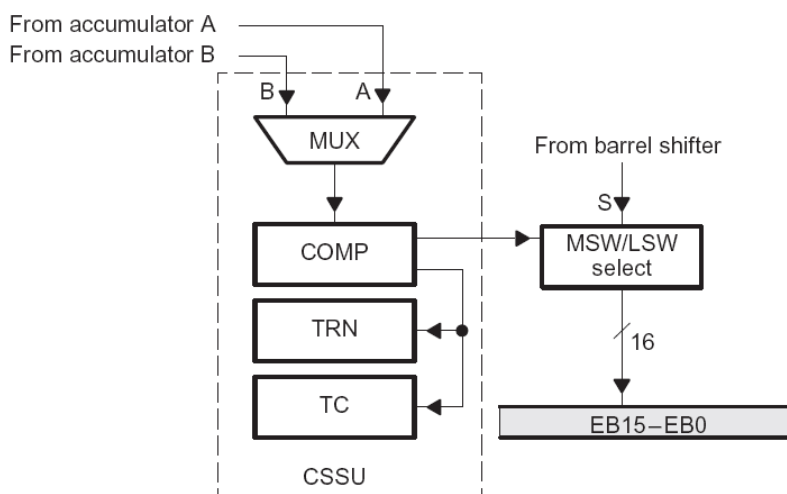 From accumulator A
From accumulator B
B
A
MUX
From barrel shifter
S
COMP
MSW/LSW
select
TRN
16
TC
EB15–EB0
CSSU